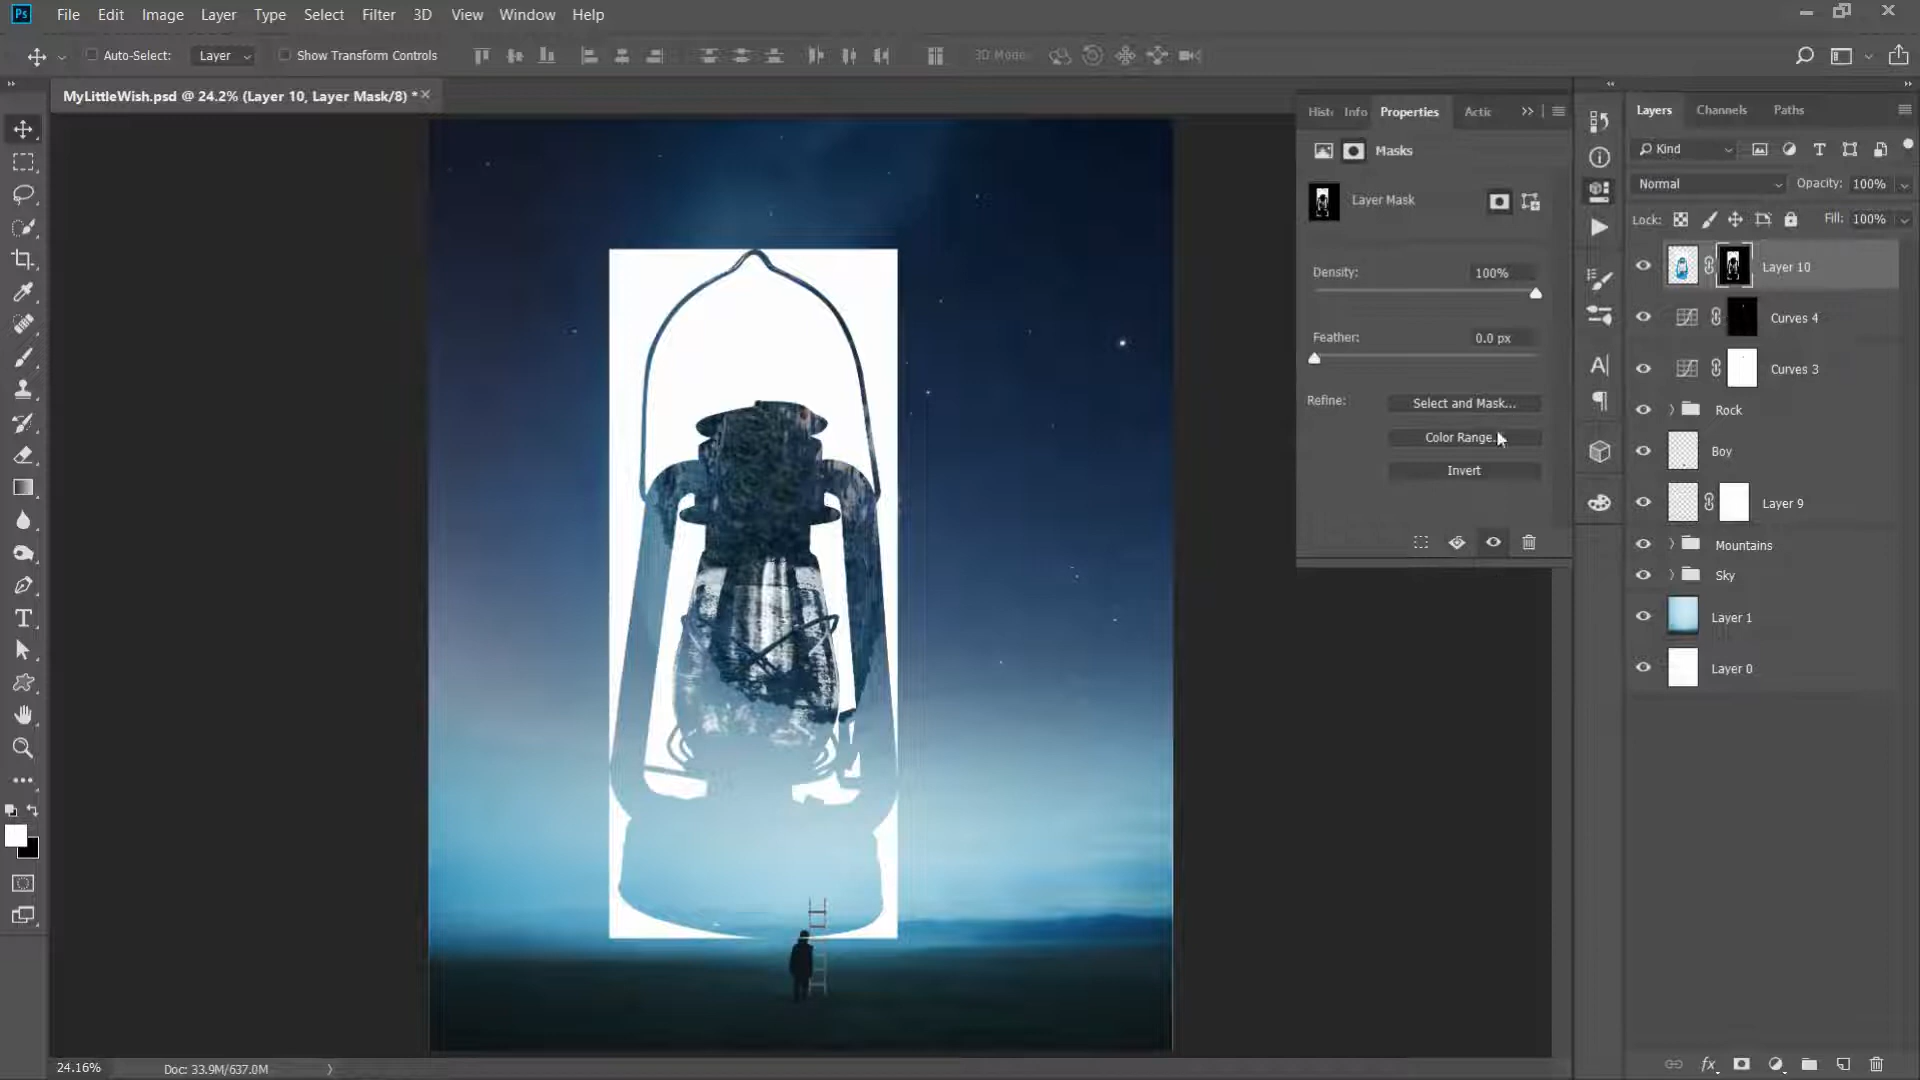 Ps File Edit Image Layer Type Select Filter 3D View Window Help
Auto-Select: Layer Show Transform Controls 3D Mode
MyLittleWish.psd @ 24.2% (Layer 10, Layer Mask/8) *
Info Properties
Masks
Layer Mask
Density: 100%
Feather: 0.0 px
Refine: Select and Mask...
Color Range...
Invert
Layers Channels Paths
Kind
Normal Opacity: 100%
Lock: Fill: 100%
Layer 10
Curves 4
Curves 3
Rock
Boy
Layer 9
Mountains
Sky
Layer 1
Layer 0
24.16% Doc: 33.9M/637.0M